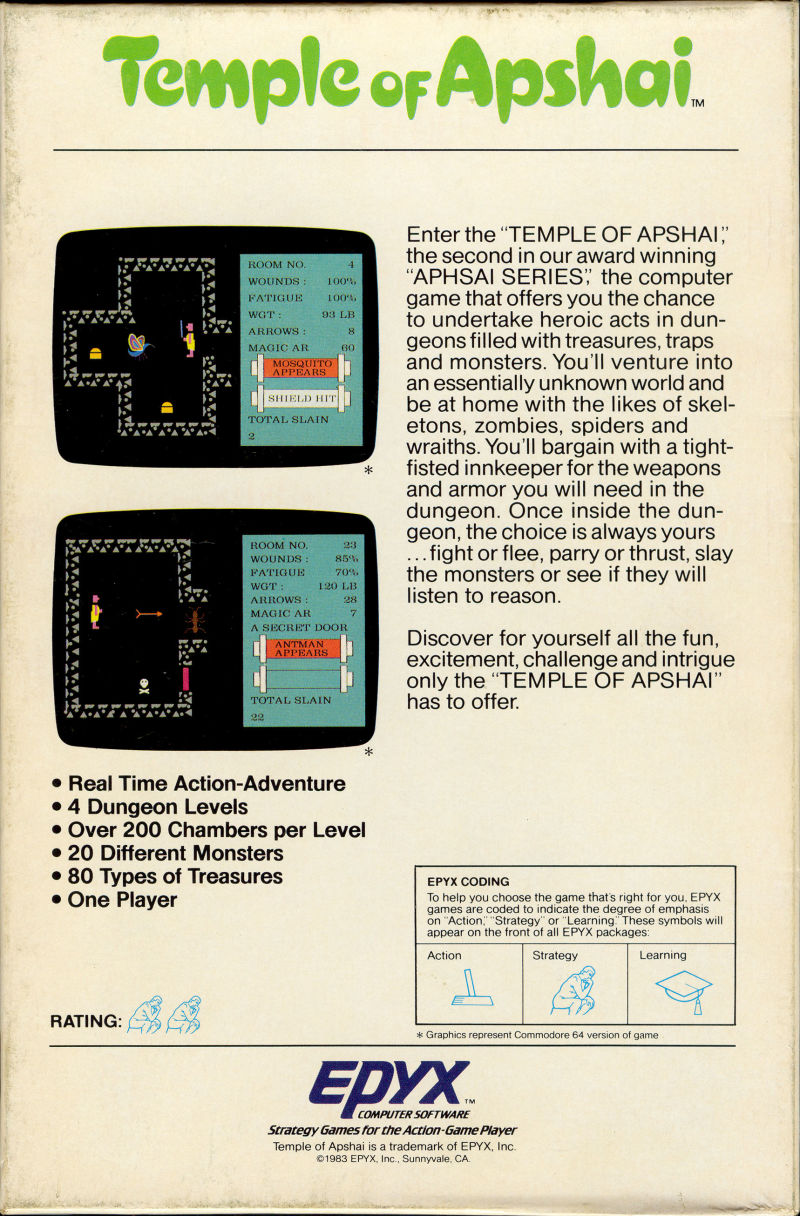 Temple of Apshai TM
Enter the "TEMPLE OF APSHAI,"
the second in our award winning
"APHSAI SERIES", the computer
game that offers you the chance
to undertake heroic acts in dun-
geons filled with treasures, traps
and monsters. You'll venture into
an essentially unknown world and
be at home with the likes of skel-
etons, zombies, spiders and
wraiths. You'll bargain with a tight-
fisted innkeeper for the weapons
and armor you will need in the
dungeon. Once inside the dun-
geon, the choice is always yours
...fight or flee, parry or thrust, slay
the monsters or see if they will
listen to reason.
Discover for yourself all the fun,
excitement, challenge and intrigue
only the "TEMPLE OF APSHAI"
has to offer.
ROOM NO. 4
WOUNDS : 100%
FATIGUE 100%
WGT : 93 LB
ARROWS : 8
MAGIC AR 60
MOSQUITO
APPEARS
SHIELD HIT
TOTAL SLAIN
2
*
ROOM NO. 23
WOUNDS : 85%
FATIGUE 70%
WGT : 120 LB
ARROWS : 28
MAGIC AR 7
A SECRET DOOR
ANTMAN
APPEARS
TOTAL SLAIN
22
*
• Real Time Action-Adventure
• 4 Dungeon Levels
• Over 200 Chambers per Level
• 20 Different Monsters
• 80 Types of Treasures
• One Player
RATING:
EPYX CODING
To help you choose the game that's right for you, EPYX
games are coded to indicate the degree of emphasis
on "Action," "Strategy" or "Learning." These symbols will
appear on the front of all EPYX packages:
Action
Strategy
Learning
* Graphics represent Commodore 64 version of game
EPYX TM
COMPUTER SOFTWARE
Strategy Games for the Action-Game Player
Temple of Apshai is a trademark of EPYX, Inc.
©1983 EPYX, Inc., Sunnyvale, CA.